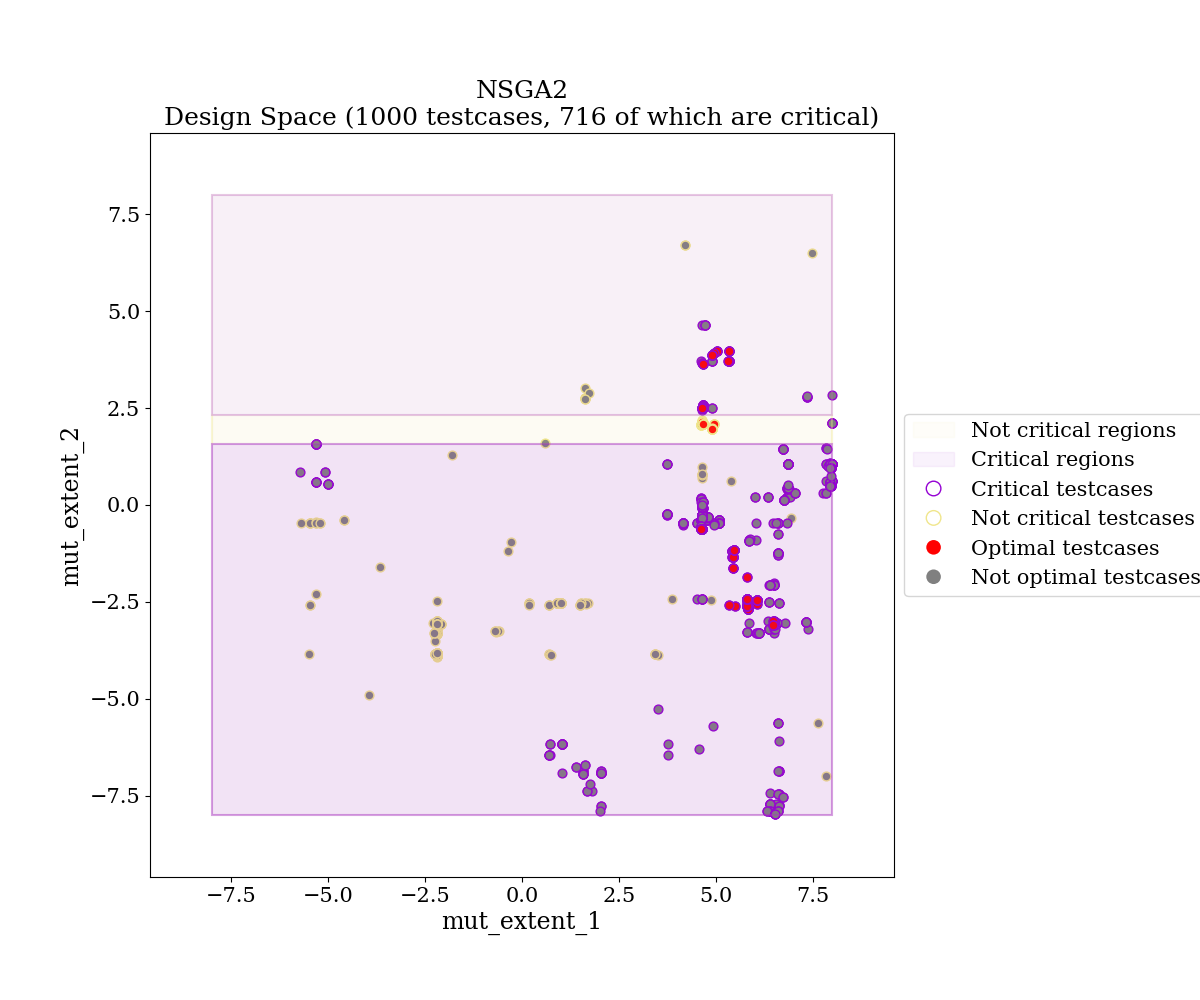 NSGA2
Design Space (1000 testcases, 716 of which are critical)
mut_extent_2
7.5
5.0
2.5
0.0
−2.5
−5.0
−7.5
−7.5
−5.0
−2.5
0.0
2.5
5.0
7.5
mut_extent_1
Not critical regions
Critical regions
Critical testcases
Not critical testcases
Optimal testcases
Not optimal testcases